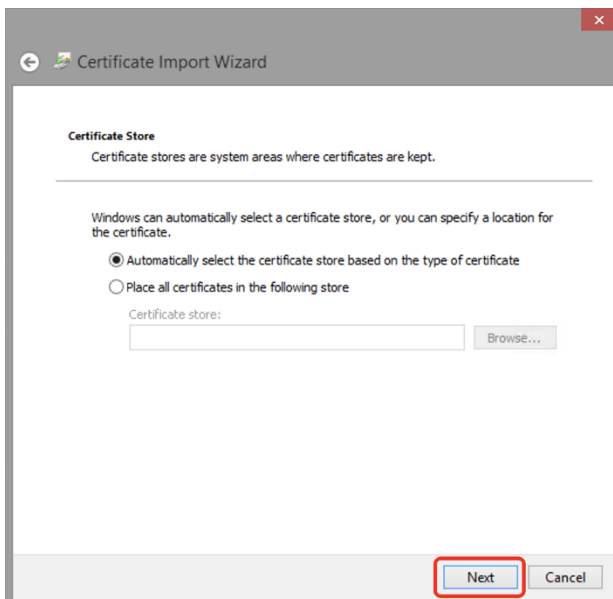 Certificate Import Wizard
Certificate Store
Certificate stores are system areas where certificates are kept.
Windows can automatically select a certificate store, or you can specify a location for
the certificate.
Automatically select the certificate store based on the type of certificate
Place all certificates in the following store
Certificate store:
Browse...
Next
Cancel